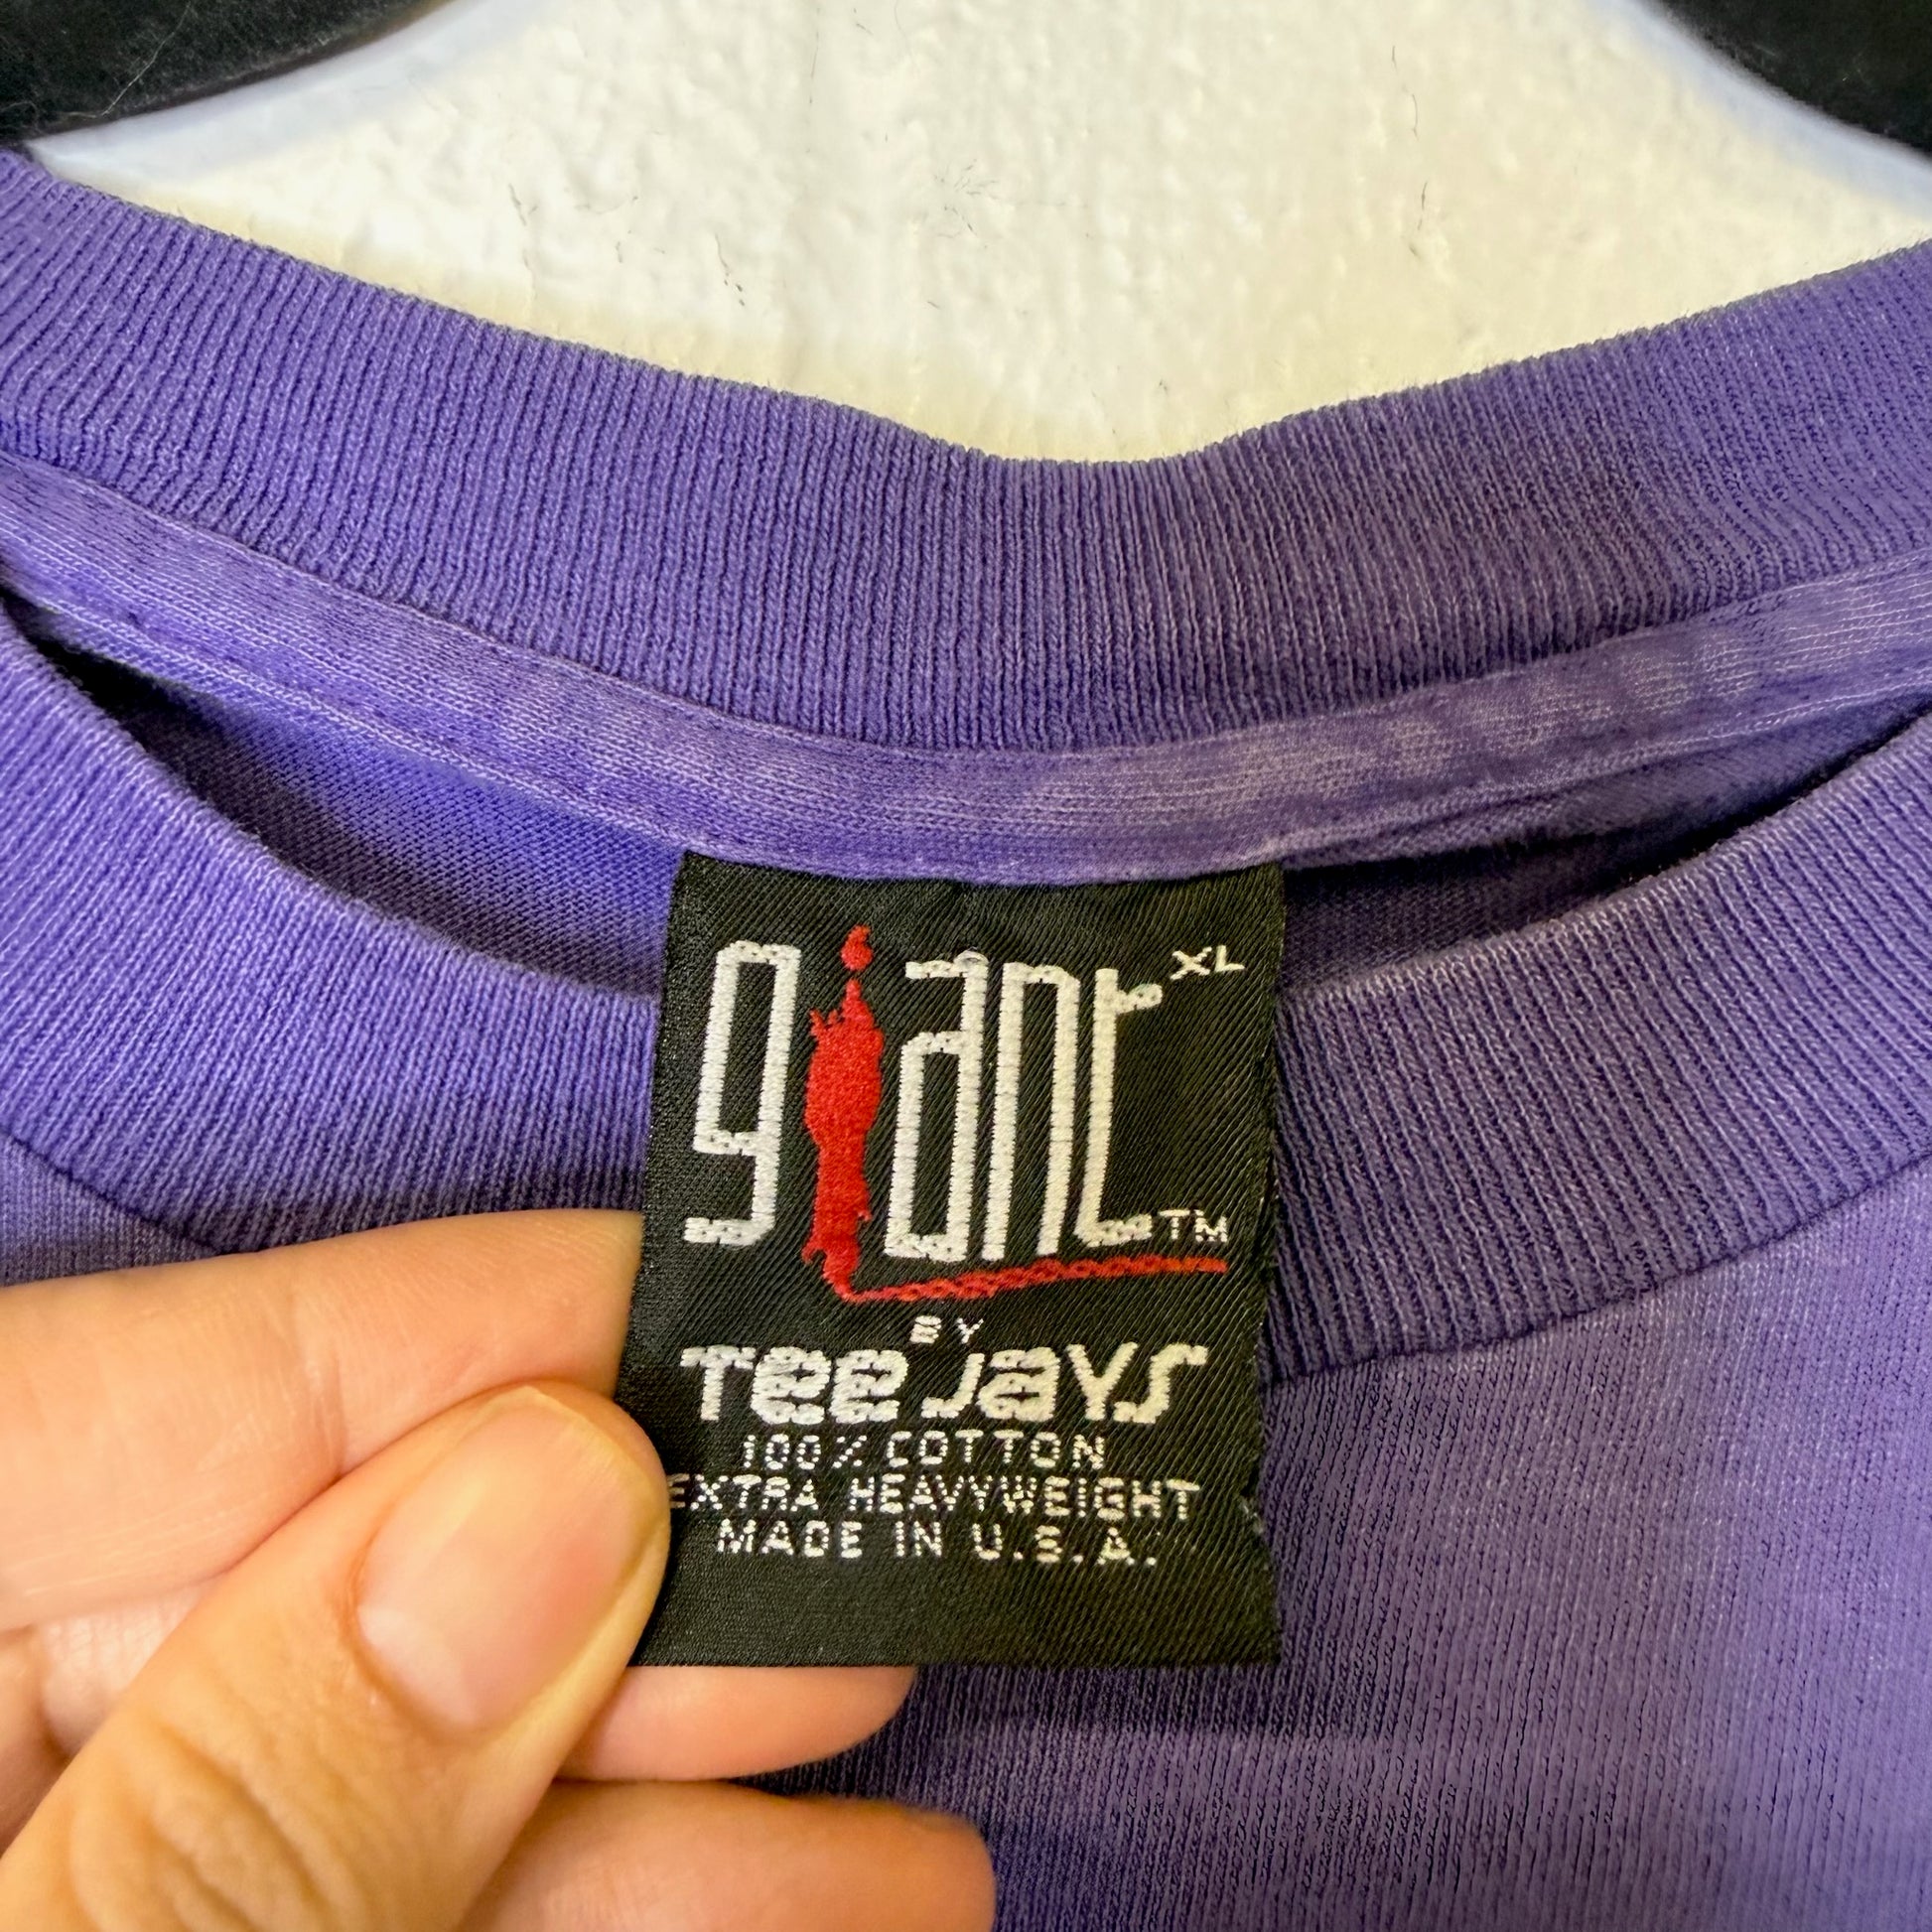 giant XL
TM
BY
Tee Jays
100% COTTON
EXTRA HEAVYWEIGHT
MADE IN U.S.A.